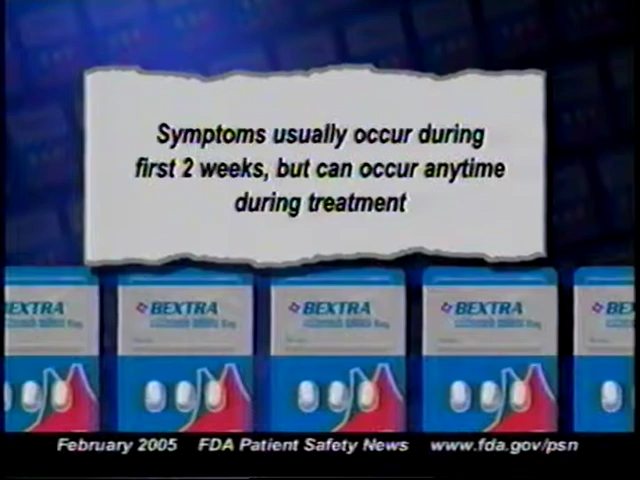 Symptoms usually occur during
first 2 weeks, but can occur anytime
during treatment
BEXTRA BEXTRA BEXTRA BEXTRA BE
February 2005 FDA Patient Safety News www.fda.gov/psn